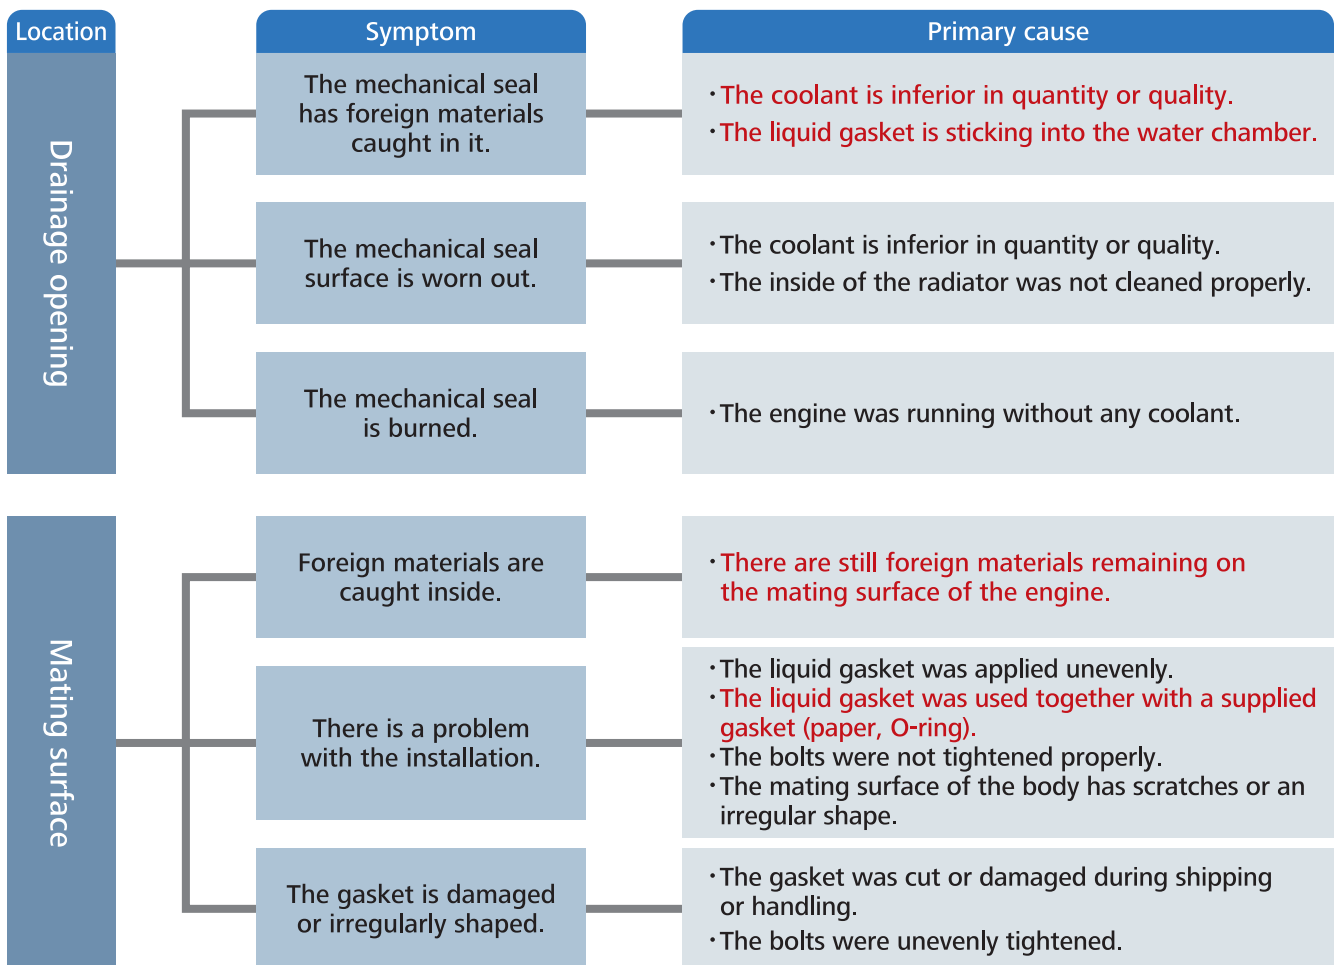 Location
Symptom
Primary cause
Drainage opening
The mechanical seal
has foreign materials
caught in it.
・The coolant is inferior in quantity or quality.
・The liquid gasket is sticking into the water chamber.
The mechanical seal
surface is worn out.
・The coolant is inferior in quantity or quality.
・The inside of the radiator was not cleaned properly.
The mechanical seal
is burned.
・The engine was running without any coolant.
Mating surface
Foreign materials are
caught inside.
・There are still foreign materials remaining on
the mating surface of the engine.
There is a problem
with the installation.
・The liquid gasket was applied unevenly.
・The liquid gasket was used together with a supplied
gasket (paper, O-ring).
・The bolts were not tightened properly.
・The mating surface of the body has scratches or an
irregular shape.
The gasket is damaged
or irregularly shaped.
・The gasket was cut or damaged during shipping
or handling.
・The bolts were unevenly tightened.